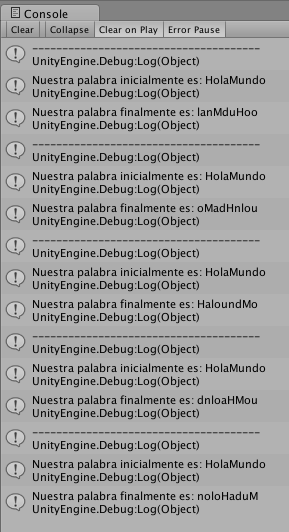 Console
Clear Collapse Clear on Play Error Pause
--------------------------------------
UnityEngine.Debug:Log(Object)
Nuestra palabra inicialmente es: HolaMundo
UnityEngine.Debug:Log(Object)
Nuestra palabra finalmente es: lanMduHoo
UnityEngine.Debug:Log(Object)
--------------------------------------
UnityEngine.Debug:Log(Object)
Nuestra palabra inicialmente es: HolaMundo
UnityEngine.Debug:Log(Object)
Nuestra palabra finalmente es: oMadHnlou
UnityEngine.Debug:Log(Object)
--------------------------------------
UnityEngine.Debug:Log(Object)
Nuestra palabra inicialmente es: HolaMundo
UnityEngine.Debug:Log(Object)
Nuestra palabra finalmente es: HaloundMo
UnityEngine.Debug:Log(Object)
--------------------------------------
UnityEngine.Debug:Log(Object)
Nuestra palabra inicialmente es: HolaMundo
UnityEngine.Debug:Log(Object)
Nuestra palabra finalmente es: dnloaHMou
UnityEngine.Debug:Log(Object)
--------------------------------------
UnityEngine.Debug:Log(Object)
Nuestra palabra inicialmente es: HolaMundo
UnityEngine.Debug:Log(Object)
Nuestra palabra finalmente es: noloHaduM
UnityEngine.Debug:Log(Object)